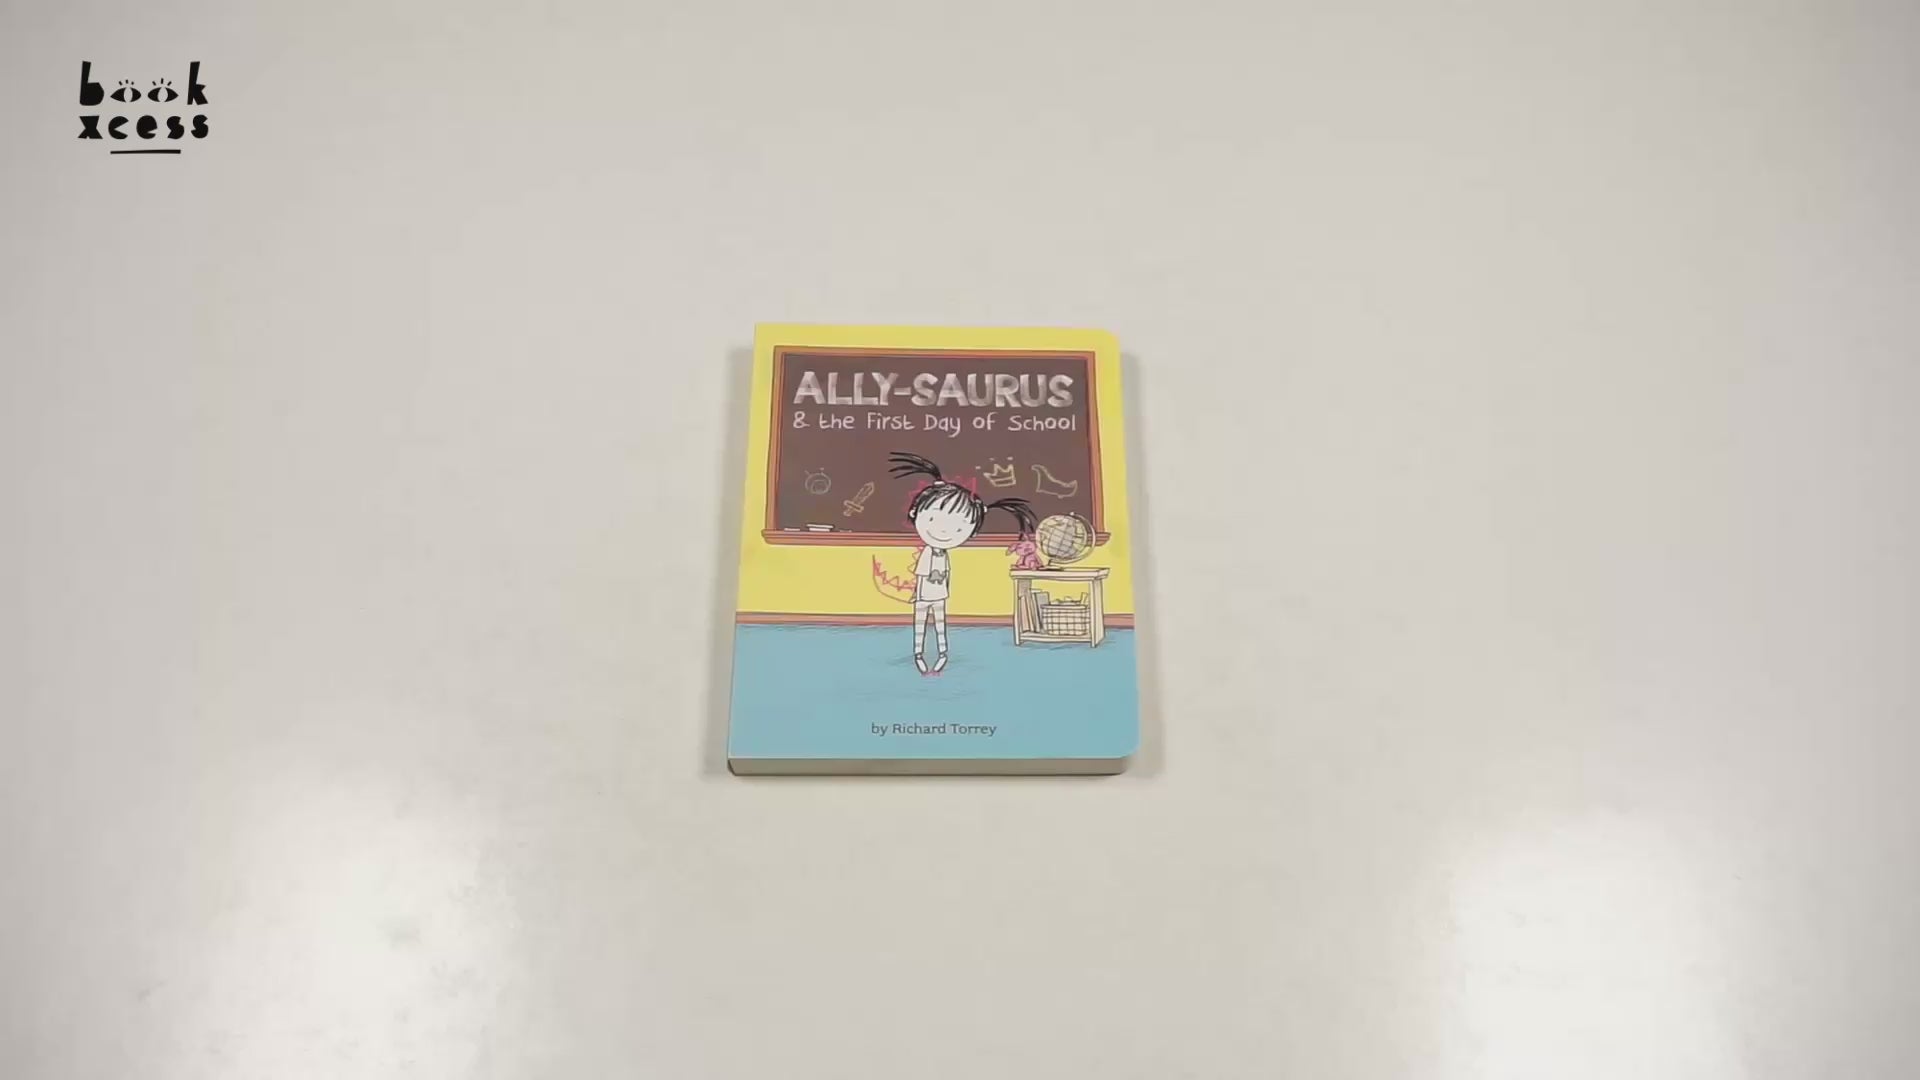 book
xcess
ALLY-SAURUS
& the First Day of School
by Richard Torrey